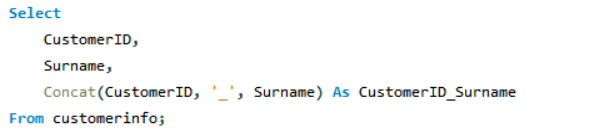 Select
    CustomerID,
    Surname,
    Concat(CustomerID, '_', Surname) As CustomerID_Surname
From customerinfo;